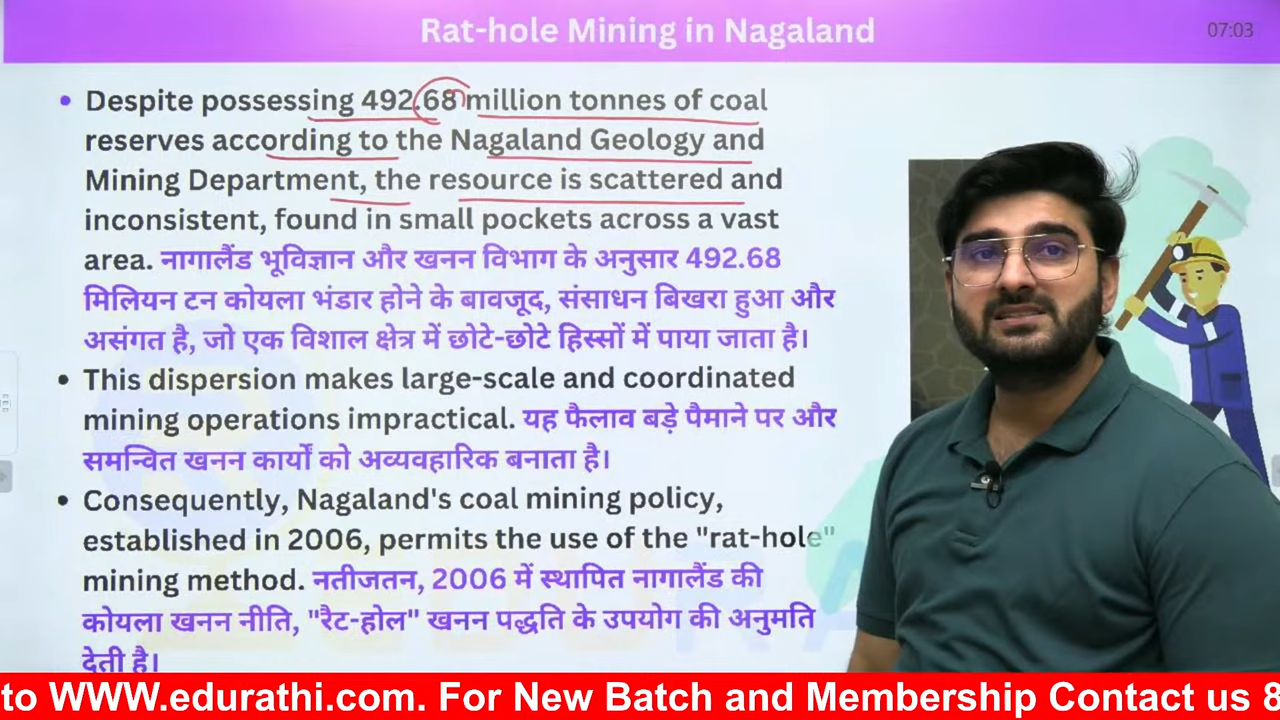 Rat-hole Mining in Nagaland
07:03
• Despite possessing 492.68 million tonnes of coal
reserves according to the Nagaland Geology and
Mining Department, the resource is scattered and
inconsistent, found in small pockets across a vast
area. नागालैंड भूविज्ञान और खनन विभाग के अनुसार 492.68
मिलियन टन कोयला भंडार होने के बावजूद, संसाधन बिखरा हुआ और
असंगत है, जो एक विशाल क्षेत्र में छोटे-छोटे हिस्सों में पाया जाता है।
• This dispersion makes large-scale and coordinated
mining operations impractical. यह फैलाव बड़े पैमाने पर और
समन्वित खनन कार्यों को अव्यवहारिक बनाता है।
• Consequently, Nagaland's coal mining policy,
established in 2006, permits the use of the "rat-hole"
mining method. नतीजतन, 2006 में स्थापित नागालैंड की
कोयला खनन नीति, "रैट-होल" खनन पद्धति के उपयोग की अनुमति
देती है।
to WWW.edurathi.com. For New Batch and Membership Contact us 8